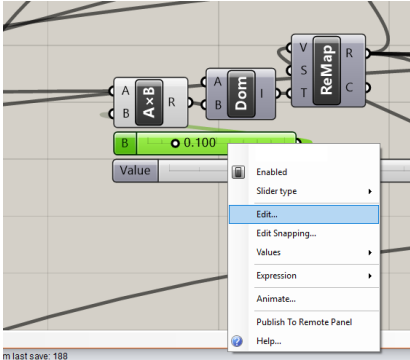 V
S
T
ReMap
R
C
A
B
A×B
R
A
B
Dom
I
B 0.100
Value
Enabled
Slider type
Edit...
Edit Snapping...
Values
Expression
Animate...
Publish To Remote Panel
Help...
m last save: 188